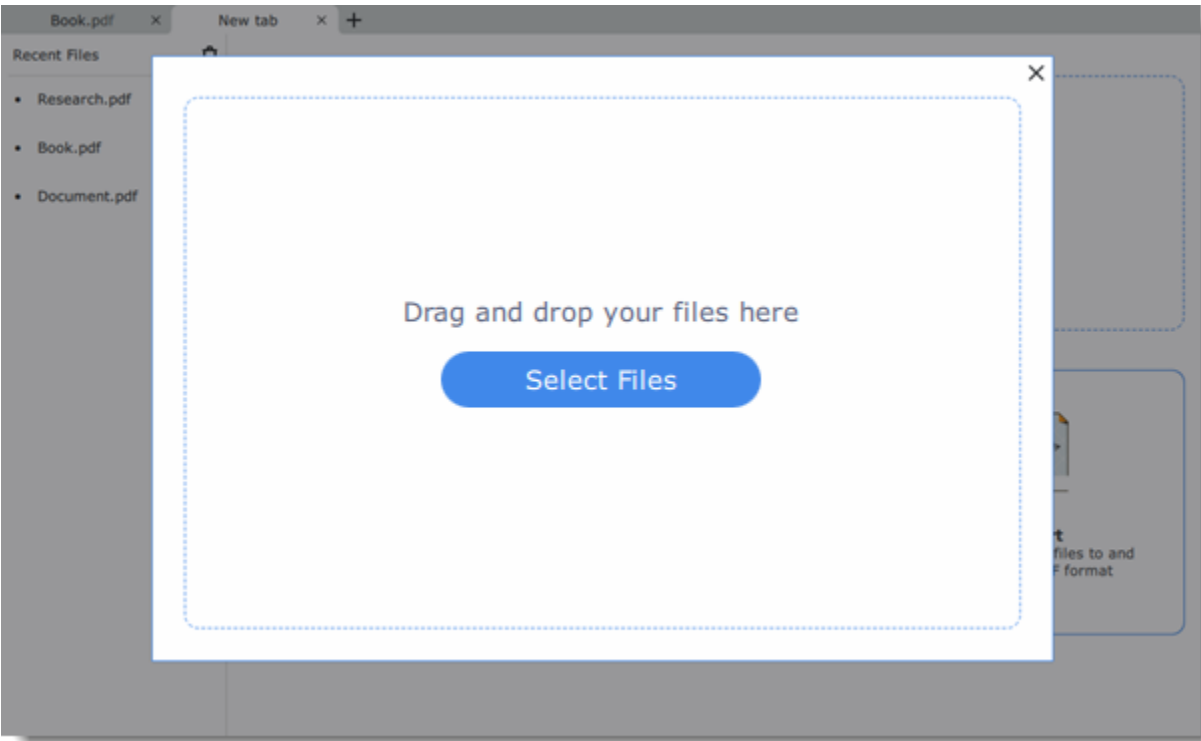 Book.pdf
New tab
Recent Files
Research.pdf
Book.pdf
Document.pdf
Drag and drop your files here
Select Files
files to and
format